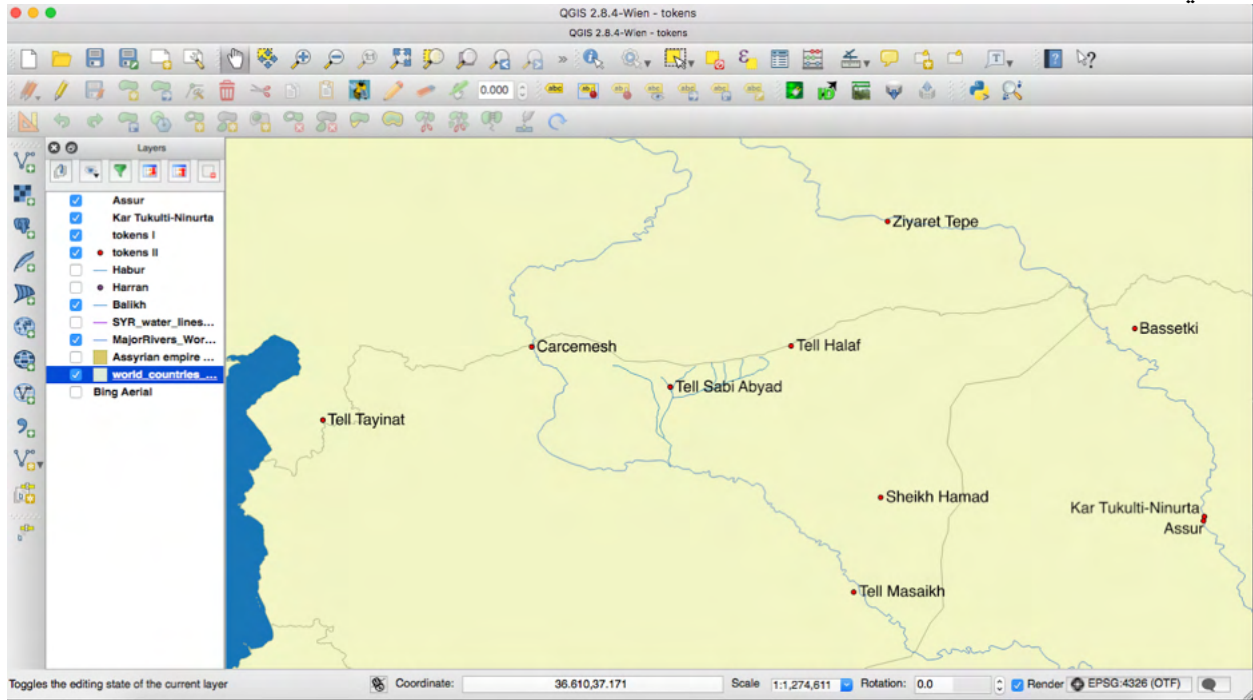 QGIS 2.8.4-Wien - tokens
QGIS 2.8.4-Wien - tokens
0.000
abc
Layers
Assur
Kar Tukulti-Ninurta
tokens I
tokens II
Habur
Harran
Balikh
SYR_water_lines...
MajorRivers_Wor...
Assyrian empire ...
world_countries_...
Bing Aerial
Ziyaret Tepe
Bassetki
Carcemesh
Tell Halaf
Tell Sabi Abyad
Tell Tayinat
Sheikh Hamad
Kar Tukulti-Ninurta
Assur
Tell Masaikh
Toggles the editing state of the current layer
Coordinate: 36.610,37.171 Scale 1:1,274,611 Rotation: 0.0 Render EPSG:4326 (OTF)